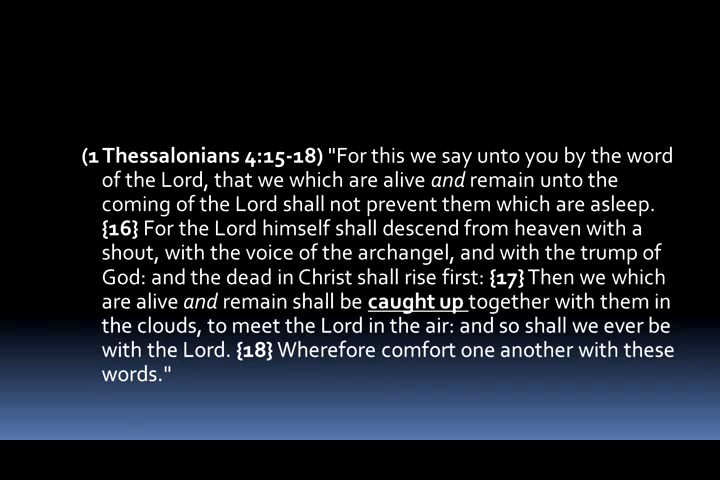 (1 Thessalonians 4:15-18) "For this we say unto you by the word
of the Lord, that we which are alive and remain unto the
coming of the Lord shall not prevent them which are asleep.
{16} For the Lord himself shall descend from heaven with a
shout, with the voice of the archangel, and with the trump of
God: and the dead in Christ shall rise first: {17} Then we which
are alive and remain shall be caught up together with them in
the clouds, to meet the Lord in the air: and so shall we ever be
with the Lord. {18} Wherefore comfort one another with these
words."